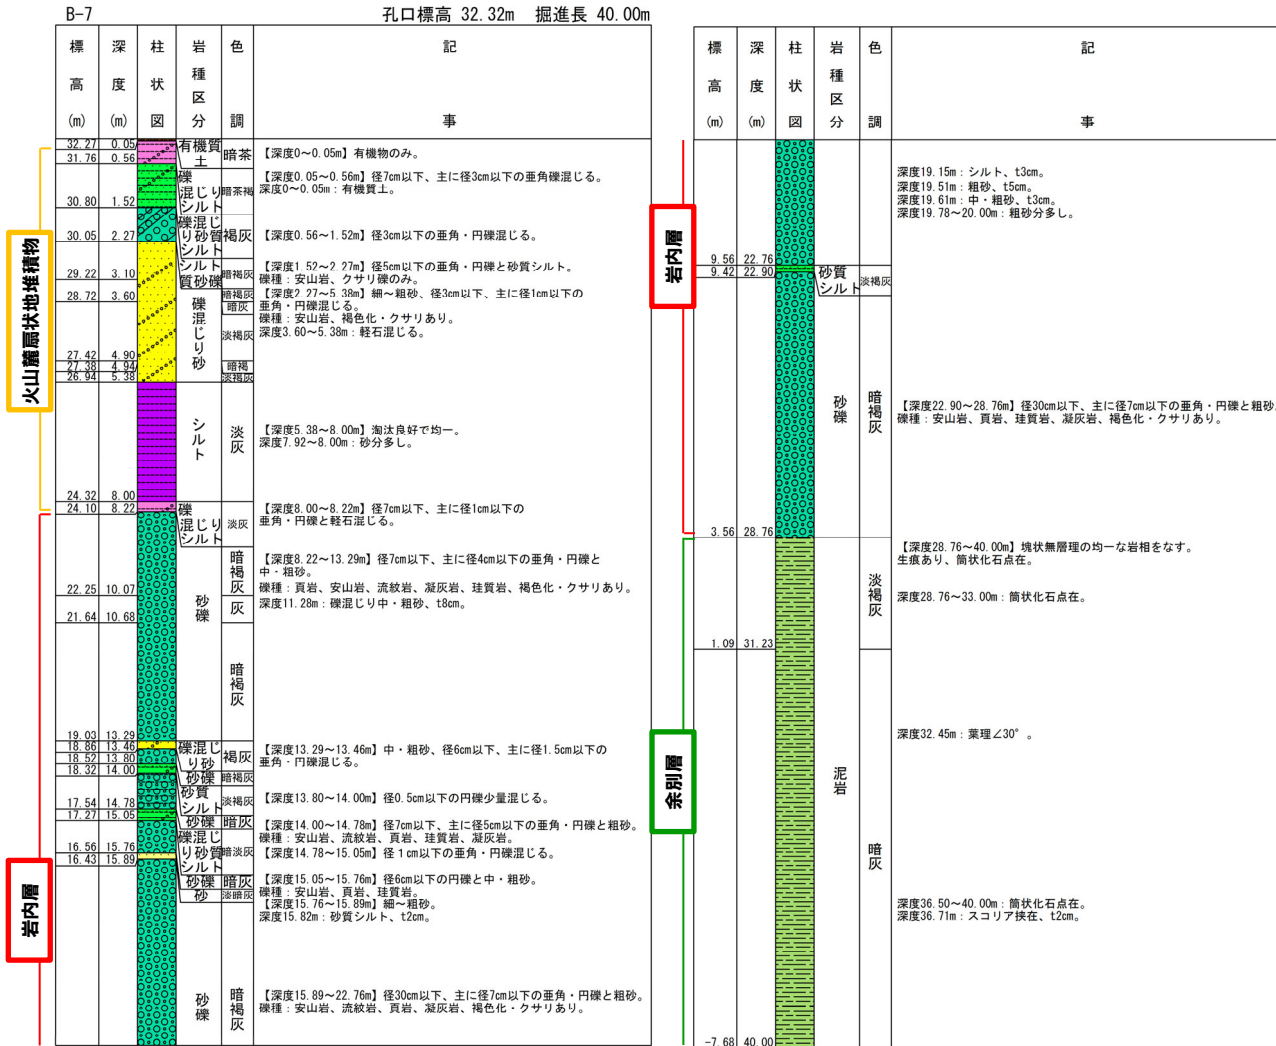 B-7 孔口標高 32.32m 掘進長 40.00m
標高(m) 深度(m) 柱状図 岩種区分 色調 記事
32.27 0.05
31.76 0.56
30.80 1.52
30.05 2.27
29.22 3.10
28.72 3.60
27.42 4.90
27.38 4.94
26.94 5.38
24.32 8.00
24.10 8.22
22.25 10.07
21.64 10.68
19.03 13.29
18.86 13.46
18.52 13.80
18.32 14.00
17.54 14.78
17.27 15.05
16.56 15.76
16.43 15.89
火山麓扇状地堆積物
岩内層
有機質土
礫混じりシルト
礫混じり砂質シルト
シルト質砂礫
礫混じり砂
シルト
礫混じりシルト
砂礫
礫混じり砂
砂礫
砂質シルト
砂礫
礫混じり砂質シルト
砂礫
砂
砂礫
暗茶
暗茶褐
褐灰
暗褐灰
暗褐灰
暗灰
淡褐灰
暗褐
淡褐灰
淡灰
淡灰
暗褐灰
灰
暗褐灰
褐灰
暗褐灰
淡褐灰
暗灰
暗淡灰
暗灰
淡暗灰
暗褐灰
【深度0～0.05m】有機物のみ。
【深度0.05～0.56m】径7cm以下、主に径3cm以下の亜角礫混じる。
深度0～0.05m：有機質土。
【深度0.56～1.52m】径3cm以下の亜角・円礫混じる。
【深度1.52～2.27m】径5cm以下の亜角・円礫と砂質シルト。
礫種：安山岩、クサリ礫のみ。
【深度2.27～5.38m】細～粗砂、径3cm以下、主に径1cm以下の
亜角・円礫混じる。
礫種：安山岩、褐色化・クサリあり。
深度3.60～5.38m：軽石混じる。
【深度5.38～8.00m】淘汰良好で均一。
深度7.92～8.00m：砂分多し。
【深度8.00～8.22m】径7cm以下、主に径1cm以下の
亜角・円礫と軽石混じる。
【深度8.22～13.29m】径7cm以下、主に径4cm以下の亜角・円礫と
中・粗砂。
礫種：頁岩、安山岩、流紋岩、凝灰岩、珪質岩、褐色化・クサリあり。
深度11.28m：礫混じり中・粗砂、t8cm。
【深度13.29～13.46m】中・粗砂、径6cm以下、主に径1.5cm以下の
亜角・円礫混じる。
【深度13.80～14.00m】径0.5cm以下の円礫少量混じる。
【深度14.00～14.78m】径7cm以下、主に径5cm以下の亜角・円礫と粗砂。
礫種：安山岩、流紋岩、頁岩、珪質岩、凝灰岩。
【深度14.78～15.05m】径１cm以下の亜角・円礫混じる。
【深度15.05～15.76m】径6cm以下の円礫と中・粗砂。
礫種：安山岩、頁岩、珪質岩。
【深度15.76～15.89m】細～粗砂。
深度15.82m：砂質シルト、t2cm。
【深度15.89～22.76m】径30cm以下、主に径7cm以下の亜角・円礫と粗砂。
礫種：安山岩、流紋岩、頁岩、凝灰岩、褐色化・クサリあり。
標高(m) 深度(m) 柱状図 岩種区分 色調 記事
9.56 22.76
9.42 22.90
3.56 28.76
1.09 31.23
-7.68 40.00
岩内層
余別層
砂質シルト
砂礫
泥岩
淡褐灰
暗褐灰
淡褐灰
暗灰
深度19.15m：シルト、t3cm。
深度19.51m：粗砂、t5cm。
深度19.61m：中・粗砂、t3cm。
深度19.78～20.00m：粗砂分多し。
【深度22.90～28.76m】径30cm以下、主に径7cm以下の亜角・円礫と粗砂。
礫種：安山岩、頁岩、珪質岩、凝灰岩、褐色化・クサリあり。
【深度28.76～40.00m】塊状無層理の均一な岩相をなす。
生痕あり、筒状化石点在。
深度28.76～33.00m：筒状化石点在。
深度32.45m：葉理∠30°。
深度36.50～40.00m：筒状化石点在。
深度36.71m：スコリア挟在、t2cm。